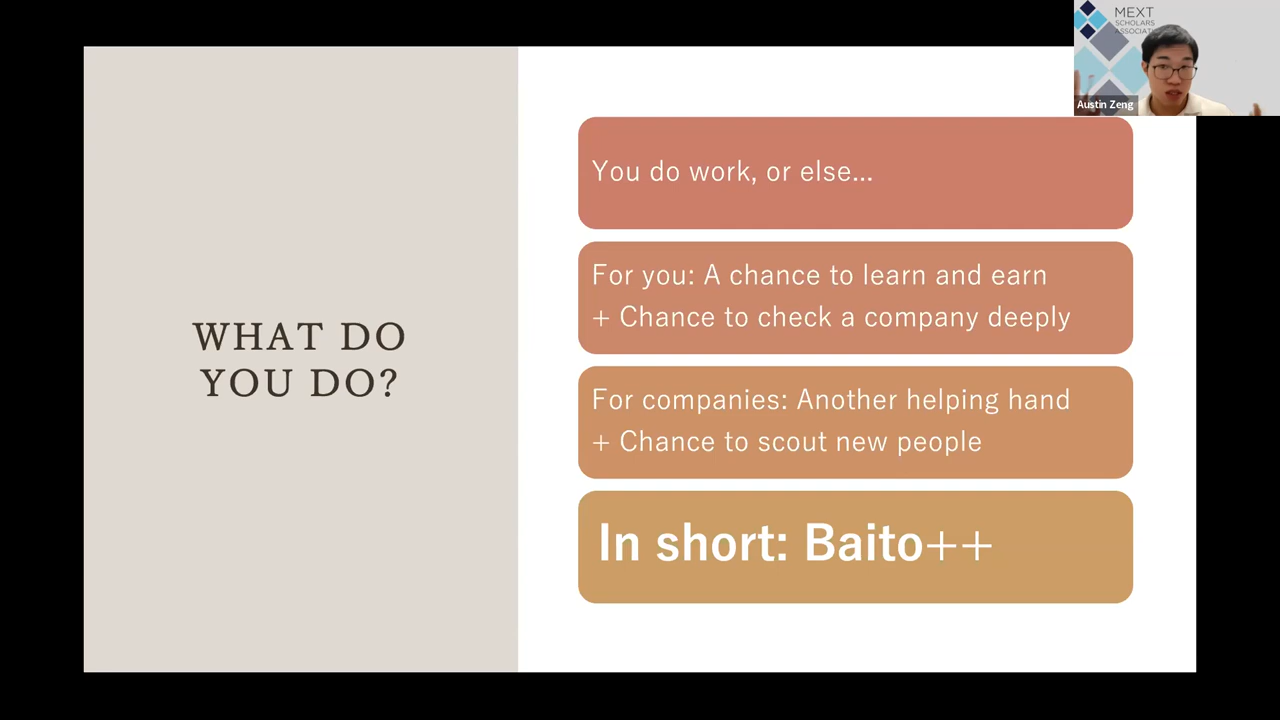 MEXT
SCHOLARS
ASSOCIATI
Austin Zeng
WHAT DO
YOU DO?
You do work, or else...
For you: A chance to learn and earn
+ Chance to check a company deeply
For companies: Another helping hand
+ Chance to scout new people
In short: Baito++